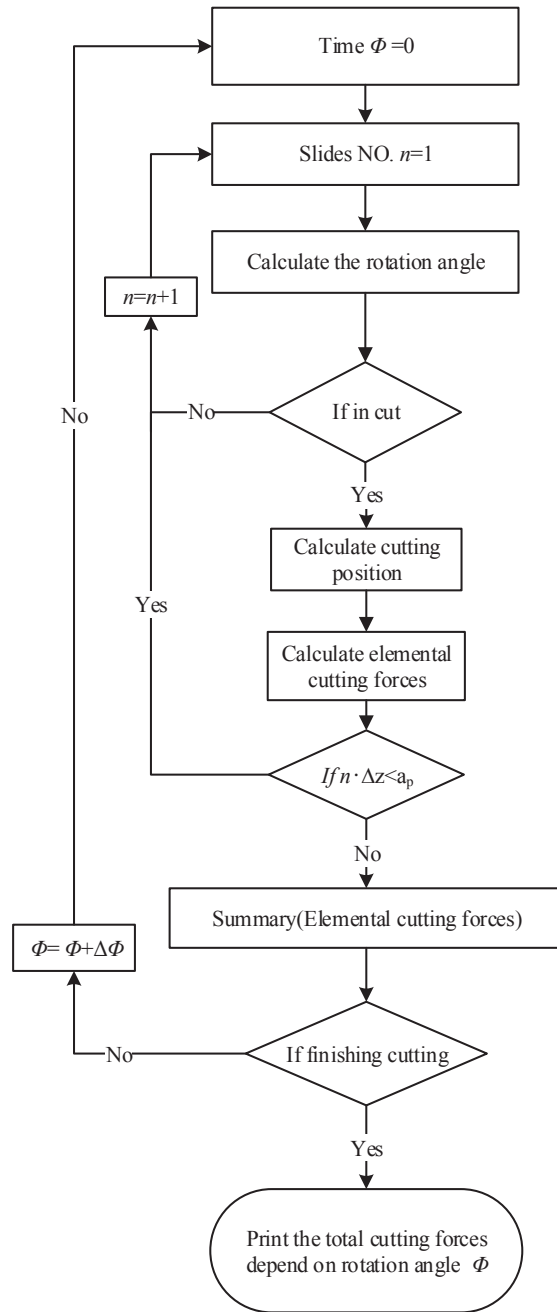 Time Φ =0
Slides NO. n=1
Calculate the rotation angle
n=n+1
If in cut
No
No
Yes
Calculate cutting
position
Yes
Calculate elemental
cutting forces
If n · Δz<aₚ
No
Summary(Elemental cutting forces)
Φ= Φ+ΔΦ
If finishing cutting
No
Yes
Print the total cutting forces
depend on rotation angle Φ